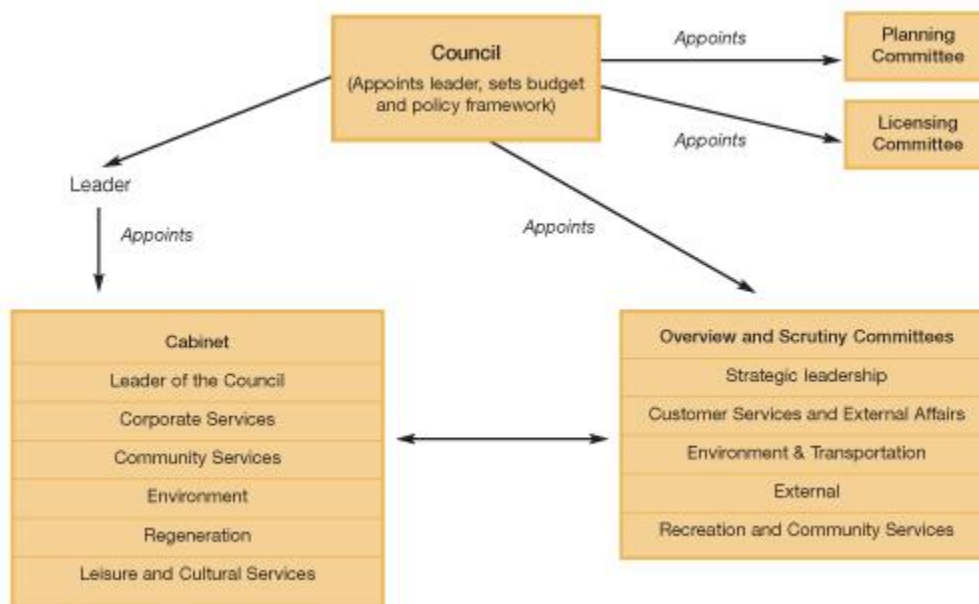 Council
(Appoints leader, sets budget
and policy framework)
Appoints
Planning
Committee
Appoints
Licensing
Committee
Leader
Appoints
Appoints
Cabinet
Leader of the Council
Corporate Services
Community Services
Environment
Regeneration
Leisure and Cultural Services
Overview and Scrutiny Committees
Strategic leadership
Customer Services and External Affairs
Environment & Transportation
External
Recreation and Community Services